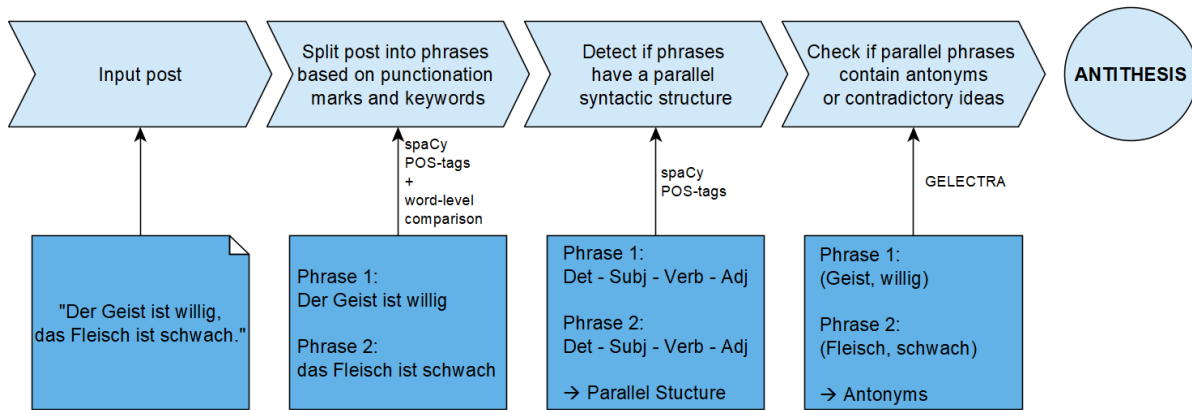 Input post
Split post into phrases
based on punctionation
marks and keywords
Detect if phrases
have a parallel
syntactic structure
Check if parallel phrases
contain antonyms
or contradictory ideas
ANTITHESIS
spaCy
POS-tags
+
word-level
comparison
spaCy
POS-tags
GELECTRA
"Der Geist ist willig,
das Fleisch ist schwach."
Phrase 1:
Der Geist ist willig
Phrase 2:
das Fleisch ist schwach
Phrase 1:
Det - Subj - Verb - Adj
Phrase 2:
Det - Subj - Verb - Adj
→ Parallel Stucture
Phrase 1:
(Geist, willig)
Phrase 2:
(Fleisch, schwach)
→ Antonyms